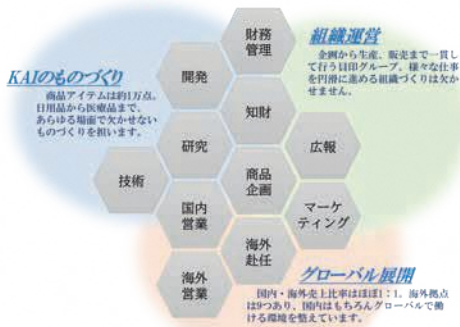 財務
管理
組織運営
企画から生産、販売まで一貫し
て行う貝印グループ。様々な仕事
を円滑に進める組織づくりは欠か
せません。
KAIのものづくり
商品アイテムは約1万点。
日用品から医療品まで、
あらゆる場面で欠かせない
ものづくりを担います。
開発
知財
研究
広報
技術
商品
企画
国内
営業
マーケ
ティング
海外
赴任
海外
営業
グローバル展開
国内・海外売上比率はほぼ1:1。海外拠点
は9つあり、国内はもちろんグローバルで働
ける環境を整えています。